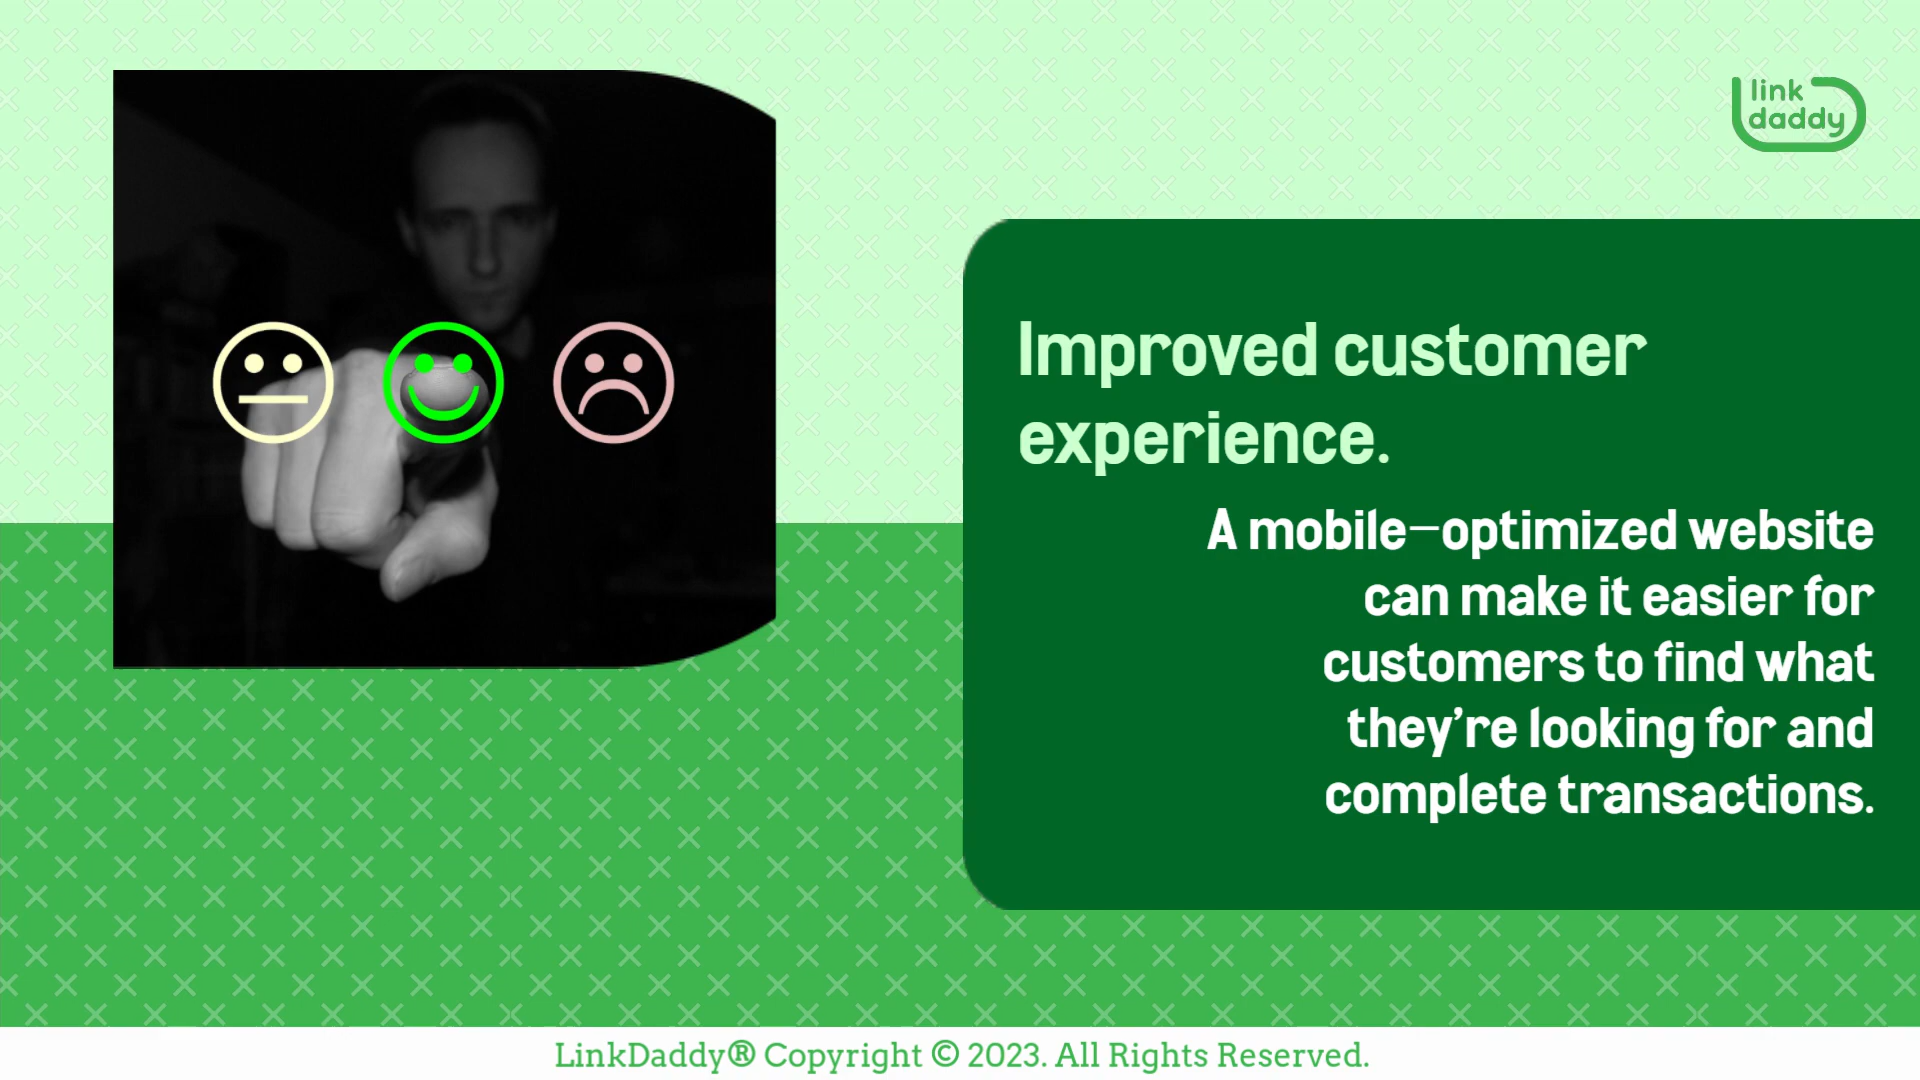 link
daddy
Improved customer
experience.
A mobile-optimized website
can make it easier for
customers to find what
they're looking for and
complete transactions.
LinkDaddy® Copyright © 2023. All Rights Reserved.